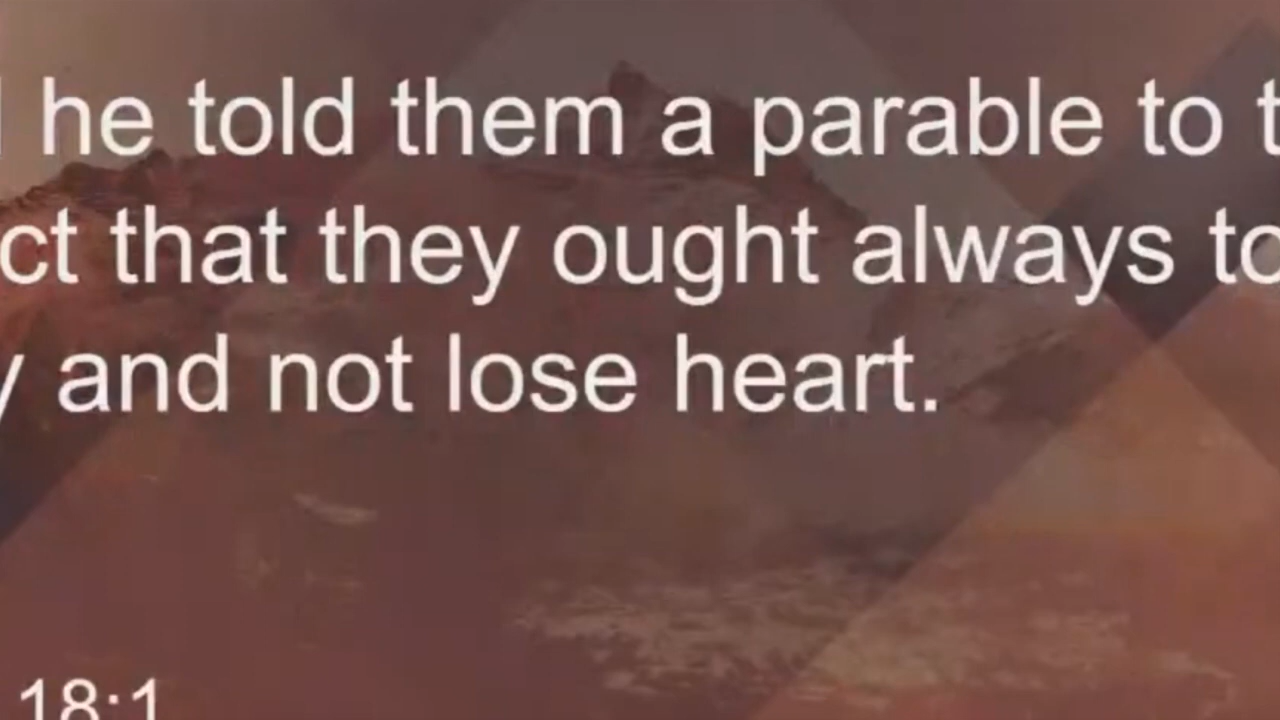 he told them a parable to t
ct that they ought always to
y and not lose heart.
18:1